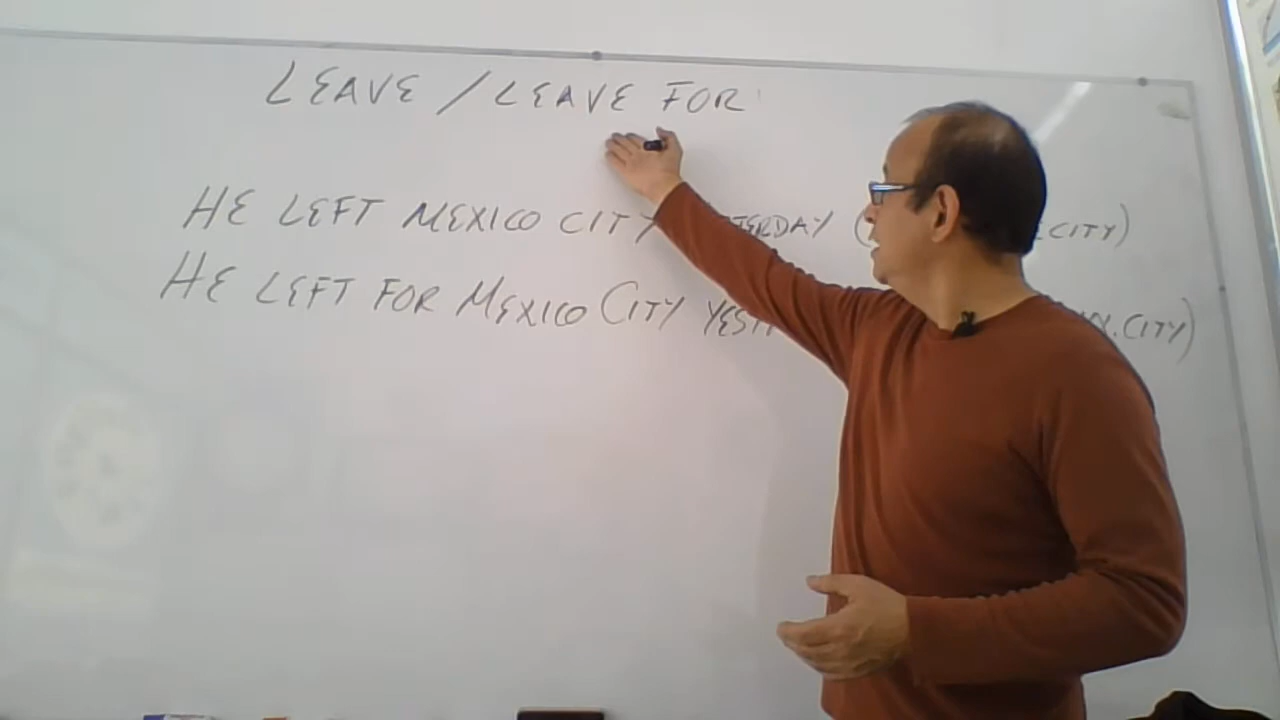 LEAVE / LEAVE FOR
HE LEFT MEXICO CITY CITY)
HE LEFT FOR MEXICO CITY CITY)